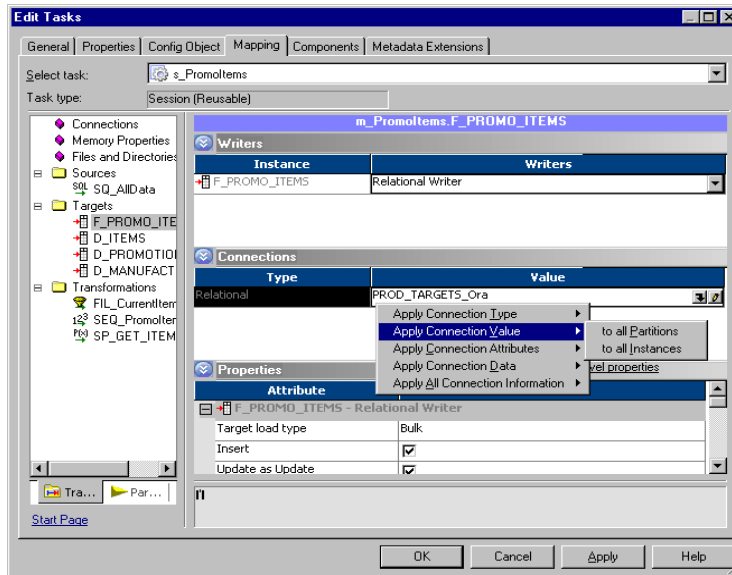 Edit Tasks
General Properties Config Object Mapping Components Metadata Extensions
Select task: s_PromoItems
Task type: Session (Reusable)
Connections
Memory Properties
Files and Directories
Sources
SQL SQ_AllData
Targets
F_PROMO_ITE
D_ITEMS
D_PROMOTIO
D_MANUFACT
Transformations
FIL_CurrentItem
123 SEQ_PromoIter
P(x) SP_GET_ITEM
Tra... Par...
Start Page
m_PromoItems.F_PROMO_ITEMS
Writers
Instance Writers
F_PROMO_ITEMS Relational Writer
Connections
Type Value
Relational PROD_TARGETS_Ora
Apply Connection Type
Apply Connection Value
Apply Connection Attributes
Apply Connection Data
Apply All Connection Information
to all Partitions
to all Instances
Properties vel properties
Attribute
F_PROMO_ITEMS - Relational Writer
Target load type Bulk
Insert
Update as Update
OK Cancel Apply Help